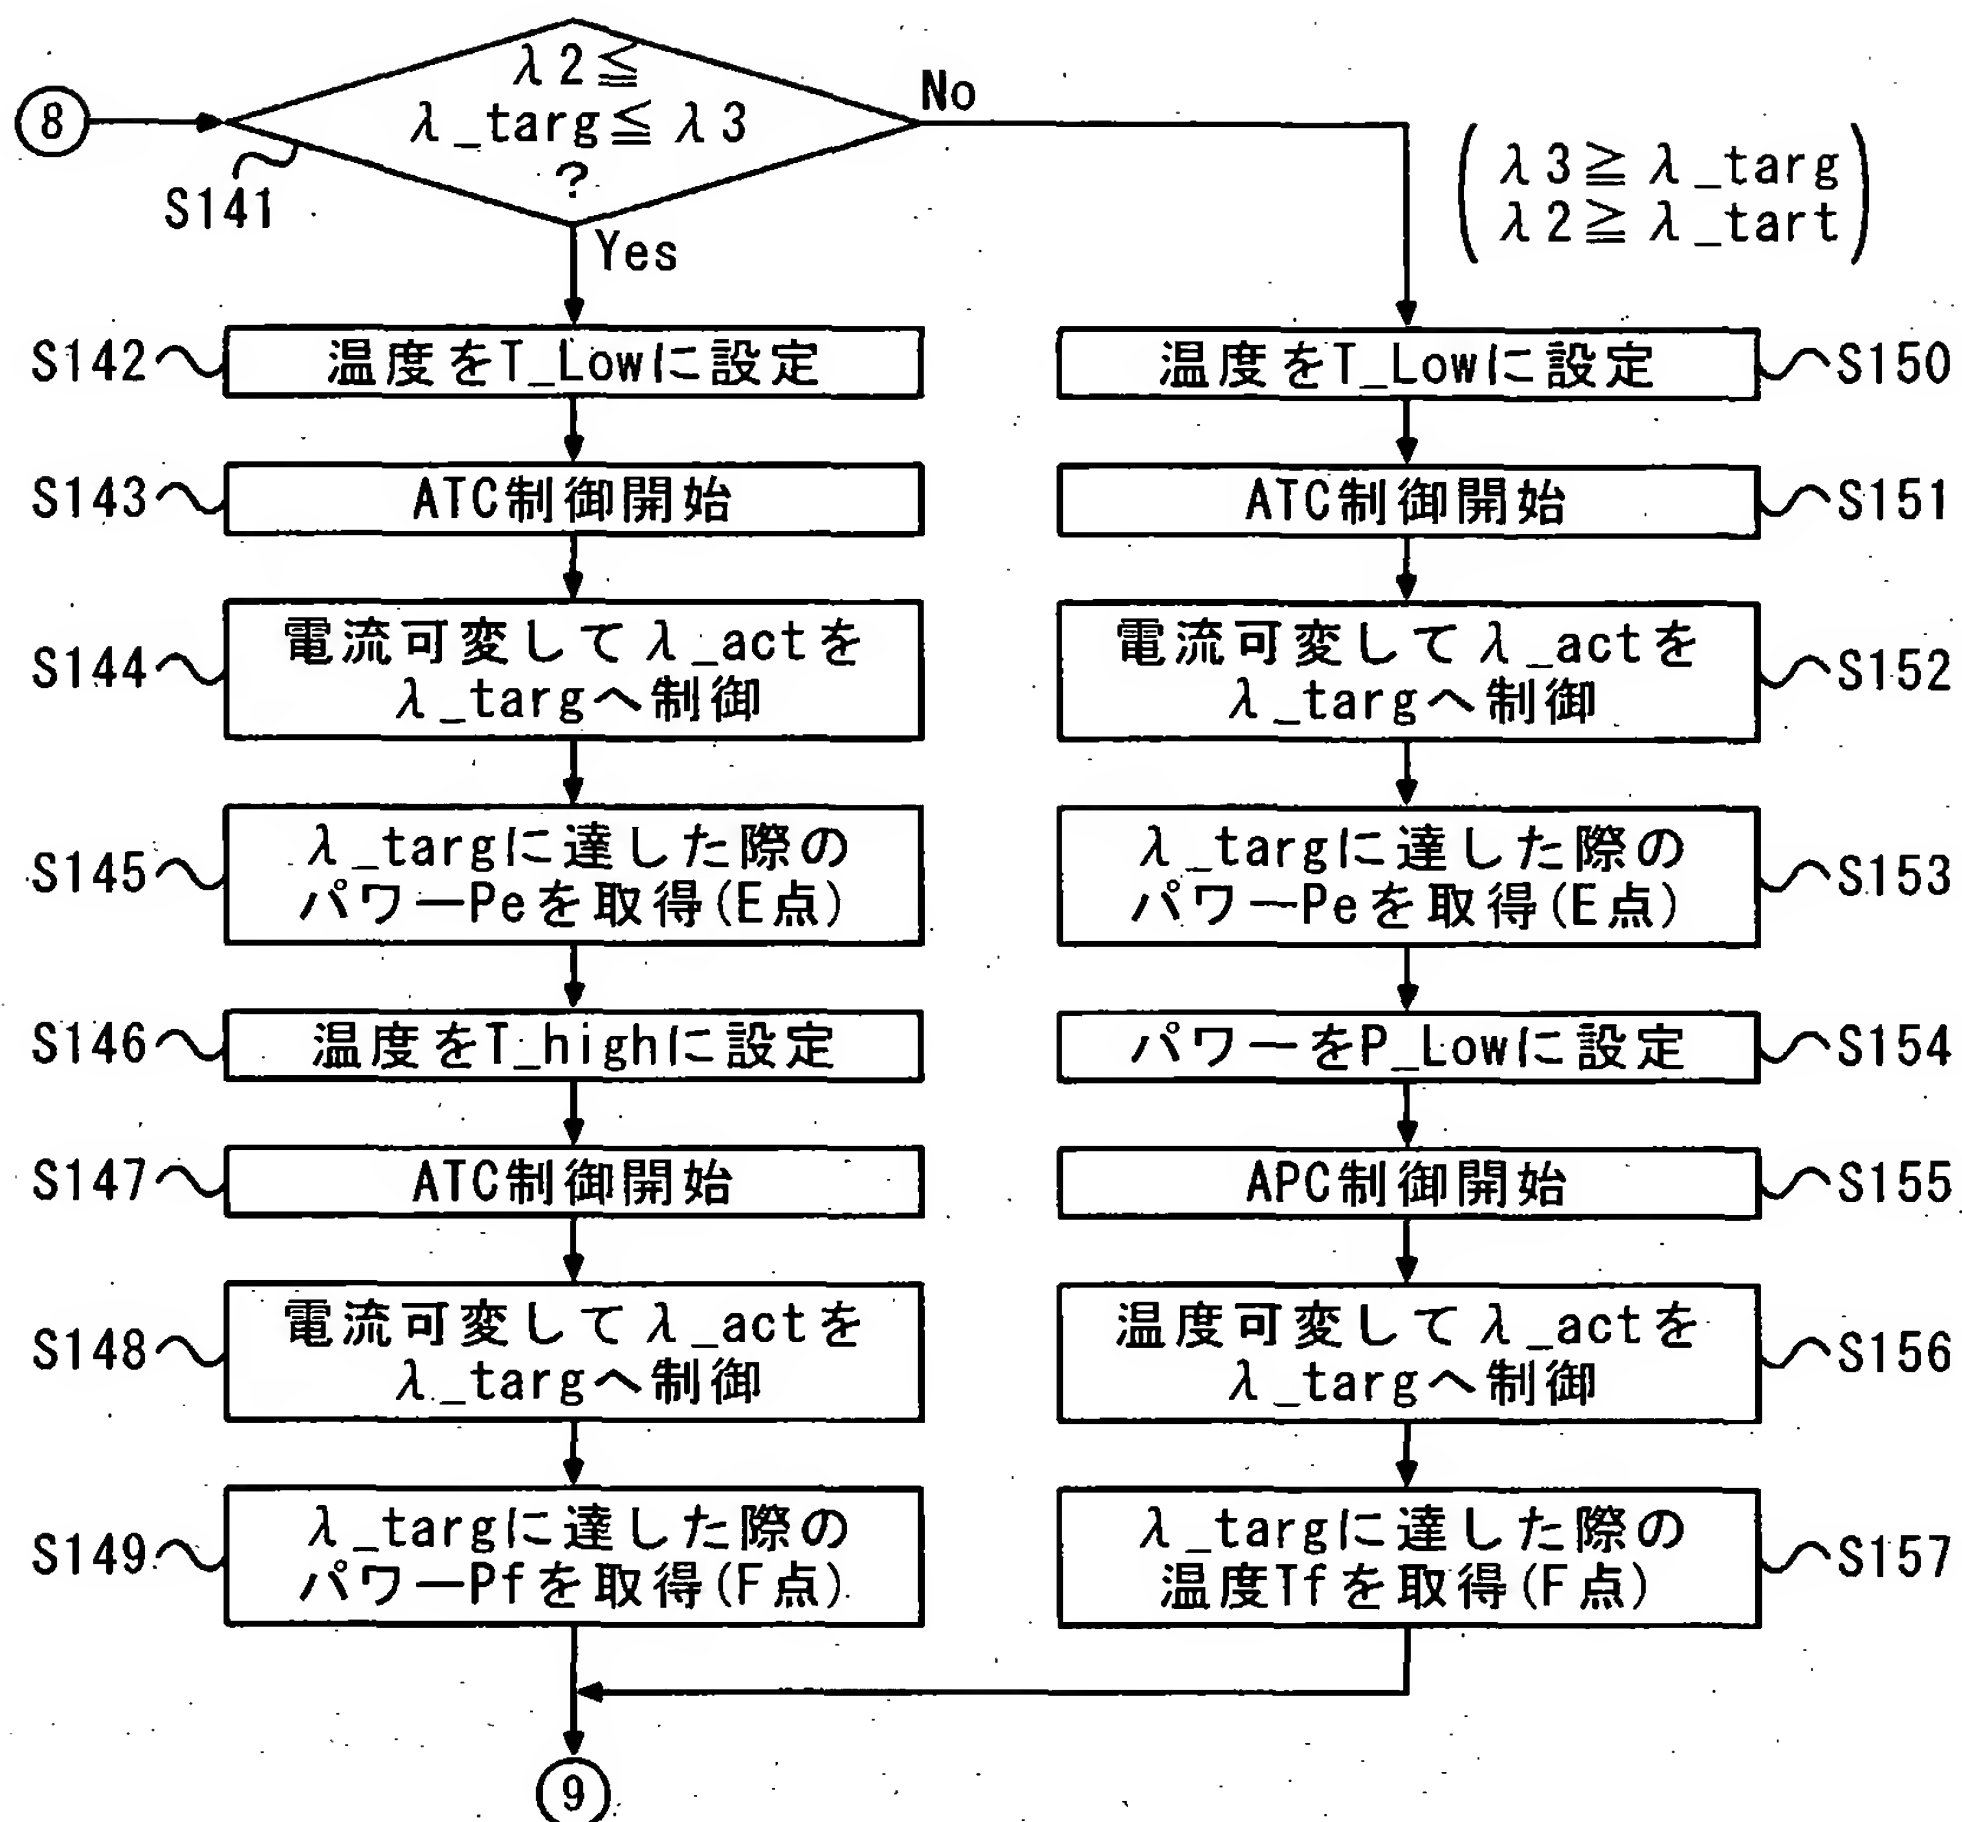 8
λ2≦
λ_targ≦λ3
?
No
S141
Yes
λ3≧λ_targ
λ2≧λ_tart
S142
温度をT_Lowに設定
S143
ATC制御開始
S144
電流可変してλ_actを
λ_targへ制御
S145
λ_targに達した際の
パワーPeを取得(E点)
S146
温度をT_highに設定
S147
ATC制御開始
S148
電流可変してλ_actを
λ_targへ制御
S149
λ_targに達した際の
パワーPfを取得(F点)
温度をT_Lowに設定
S150
ATC制御開始
S151
電流可変してλ_actを
λ_targへ制御
S152
λ_targに達した際の
パワーPeを取得(E点)
S153
パワーをP_Lowに設定
S154
APC制御開始
S155
温度可変してλ_actを
λ_targへ制御
S156
λ_targに達した際の
温度Tfを取得(F点)
S157
9